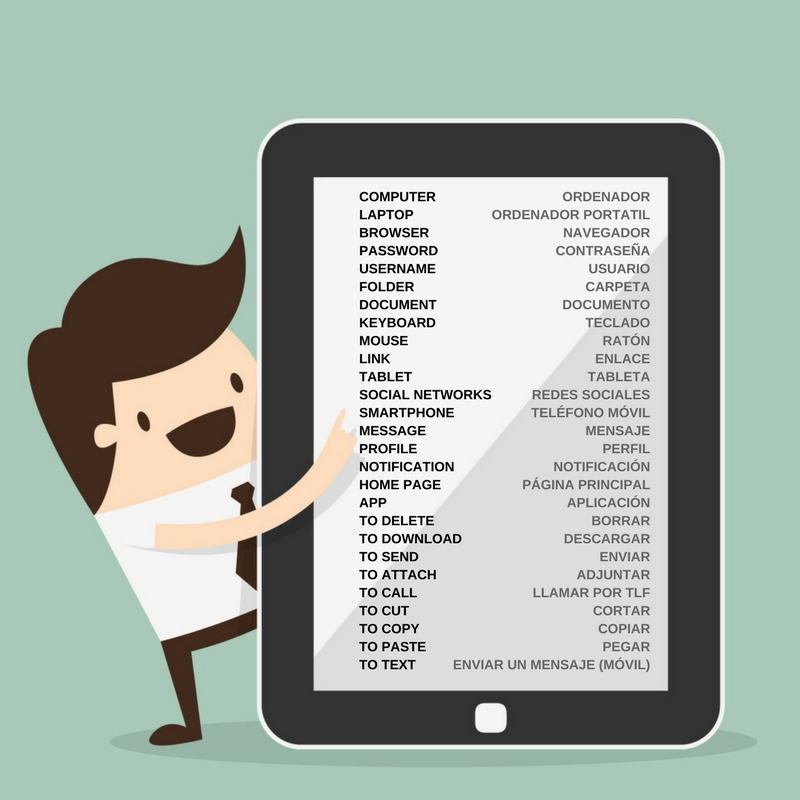 COMPUTER ORDENADOR
LAPTOP ORDENADOR PORTATIL
BROWSER NAVEGADOR
PASSWORD CONTRASEÑA
USERNAME USUARIO
FOLDER CARPETA
DOCUMENT DOCUMENTO
KEYBOARD TECLADO
MOUSE RATÓN
LINK ENLACE
TABLET TABLETA
SOCIAL NETWORKS REDES SOCIALES
SMARTPHONE TELÉFONO MÓVIL
MESSAGE MENSAJE
PROFILE PERFIL
NOTIFICATION NOTIFICACIÓN
HOME PAGE PÁGINA PRINCIPAL
APP APLICACIÓN
TO DELETE BORRAR
TO DOWNLOAD DESCARGAR
TO SEND ENVIAR
TO ATTACH ADJUNTAR
TO CALL LLAMAR POR TLF
TO CUT CORTAR
TO COPY COPIAR
TO PASTE PEGAR
TO TEXT ENVIAR UN MENSAJE (MÓVIL)